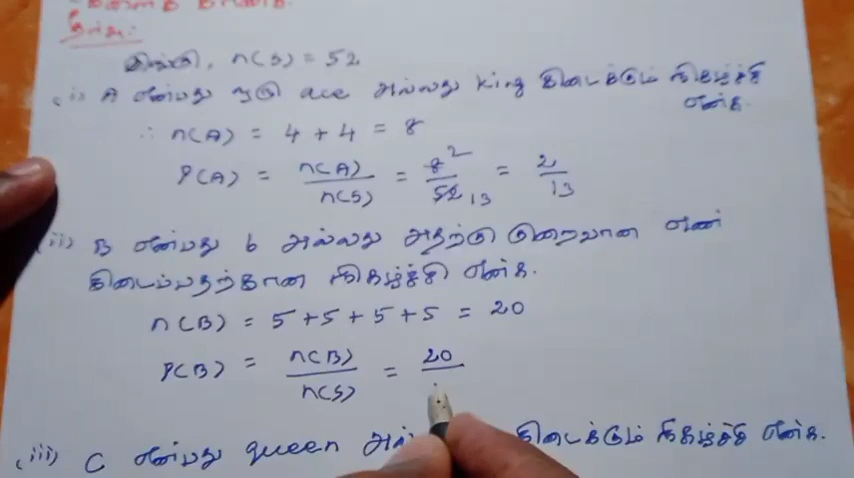 தீர்வு:
இங்கு, n(S) = 52
(i) A என்பது ஒரு ace அல்லது king கிடைக்கும் நிகழ்ச்சி
என்க.
∴ n(A) = 4 + 4 = 8
P(A) = n(A)/n(S) = 8 2/52 13 = 2/13
(ii) B என்பது 6 அல்லது அதற்கு குறைவான எண்
கிடைப்பதற்கான நிகழ்ச்சி என்க.
n(B) = 5 + 5 + 5 + 5 = 20
P(B) = n(B)/n(S) = 20/
(iii) C என்பது queen கிடைக்கும் நிகழ்ச்சி என்க.